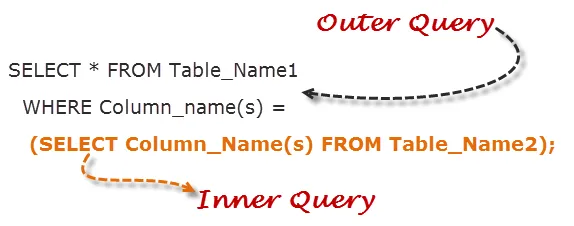 Outer Query
SELECT * FROM Table_Name1
WHERE Column_name(s) =
(SELECT Column_Name(s) FROM Table_Name2);
Inner Query